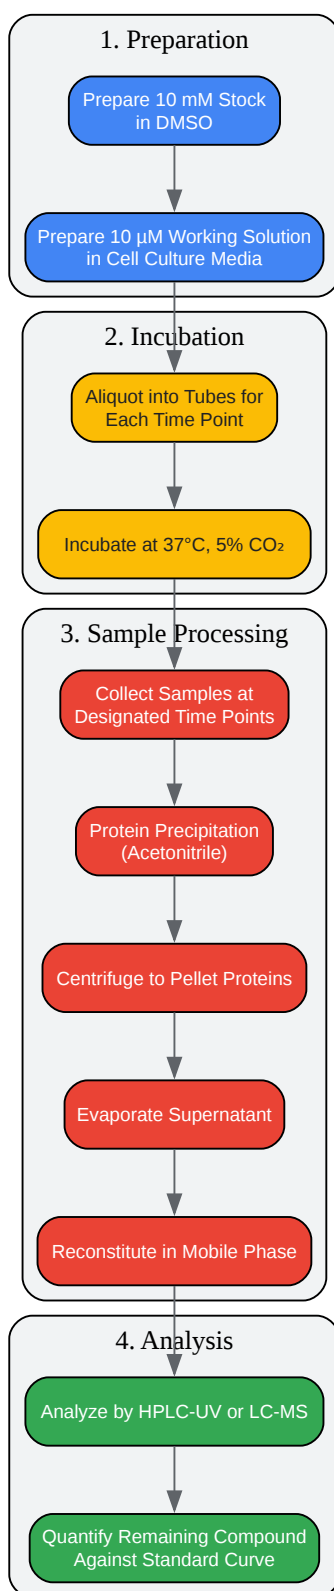 1. Preparation
Prepare 10 mM Stock
in DMSO
Prepare 10 µM Working Solution
in Cell Culture Media
2. Incubation
Aliquot into Tubes for
Each Time Point
Incubate at 37°C, 5% CO₂
3. Sample Processing
Collect Samples at
Designated Time Points
Protein Precipitation
(Acetonitrile)
Centrifuge to Pellet Proteins
Evaporate Supernatant
Reconstitute in Mobile Phase
4. Analysis
Analyze by HPLC-UV or LC-MS
Quantify Remaining Compound
Against Standard Curve